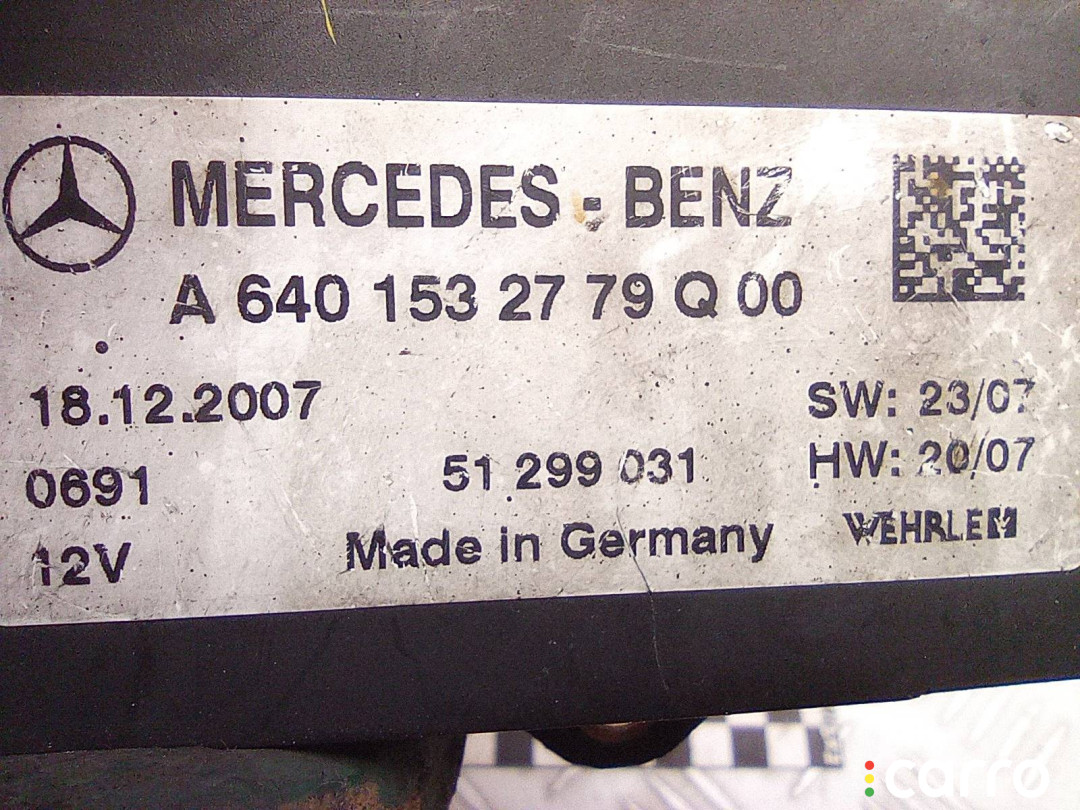 MERCEDES - BENZ
A 640 153 27 79 Q 00
18.12.2007
SW: 23/07
0691
51 299 031
HW: 20/07
12V
Made in Germany
WEHRLE
carro